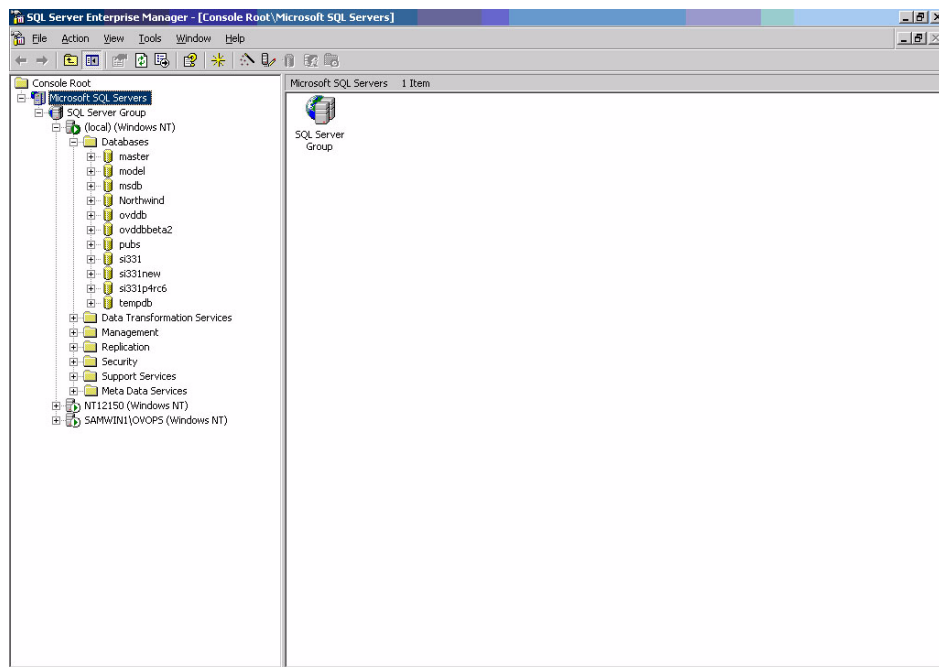 SQL Server Enterprise Manager - [Console Root\Microsoft SQL Servers]
File Action View Tools Window Help
Console Root
Microsoft SQL Servers
SQL Server Group
(local) (Windows NT)
Databases
master
model
msdb
Northwind
ovddb
ovddbbeta2
pubs
si331
si331new
si331p4rc6
tempdb
Data Transformation Services
Management
Replication
Security
Support Services
Meta Data Services
NT12150 (Windows NT)
SAMWIN1\OVOPS (Windows NT)
Microsoft SQL Servers 1 Item
SQL Server
Group